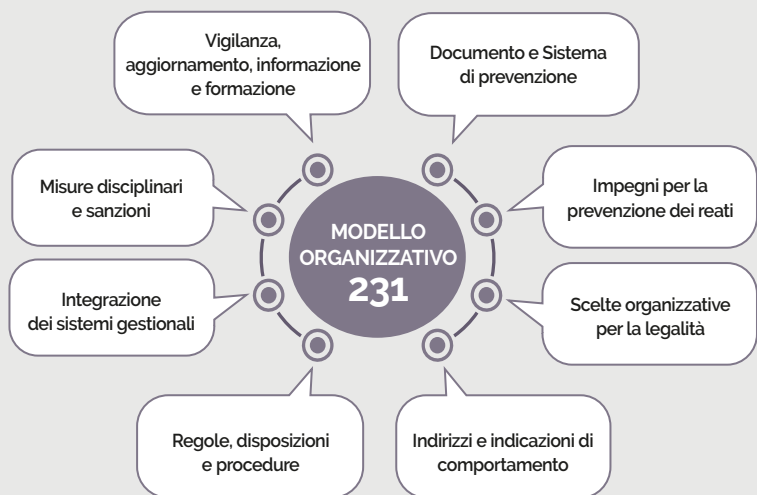 Vigilanza,
aggiornamento, informazione
e formazione
Documento e Sistema
di prevenzione
Misure disciplinari
e sanzioni
Impegni per la
prevenzione dei reati
MODELLO
ORGANIZZATIVO
231
Integrazione
dei sistemi gestionali
Scelte organizzative
per la legalità
Regole, disposizioni
e procedure
Indirizzi e indicazioni di
comportamento